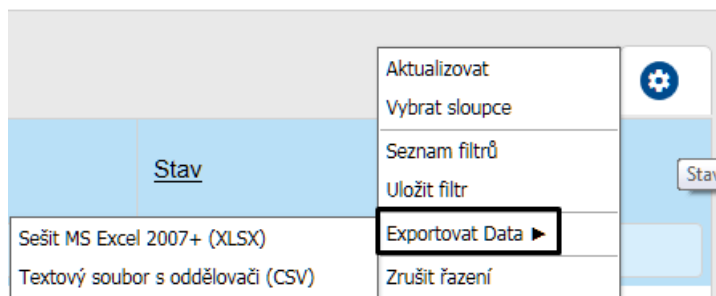 Aktualizovat
Vybrat sloupce
Stav
Seznam filtrů
Stav
Uložit filtr
Sešit MS Excel 2007+ (XLSX)
Exportovat Data ►
Textový soubor s oddělovači (CSV)
Zrušit řazení